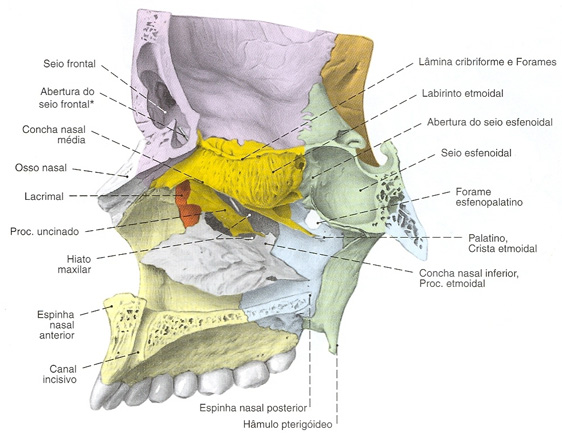 Seio frontal
Abertura do
seio frontal*
Concha nasal
média
Osso nasal
Lacrimal
Proc. uncinado
Hiato
maxilar
Espinha
nasal
anterior
Canal
incisivo
Lâmina cribriforme e Forames
Labirinto etmoidal
Abertura do seio esfenoidal
Seio esfenoidal
Forame
esfenopalatino
Palatino,
Crista etmoidal
Concha nasal inferior,
Proc. etmoidal
Espinha nasal posterior
Hâmulo pterigóideo